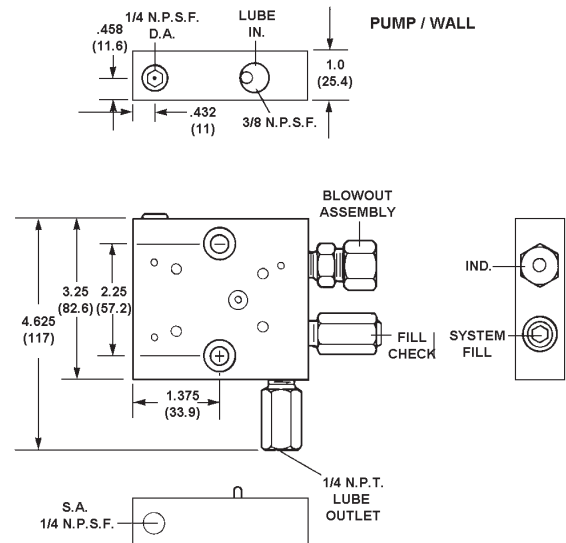 1/4 N.P.S.F.
D.A.
LUBE
IN.
PUMP / WALL
.458
(11.6)
1.0
(25.4)
.432
(11)
3/8 N.P.S.F.
BLOWOUT
ASSEMBLY
IND.
3.25
(82.6)
2.25
(57.2)
4.625
(117)
FILL
CHECK
SYSTEM
FILL
1.375
(33.9)
1/4 N.P.T.
LUBE
OUTLET
S.A.
1/4 N.P.S.F.